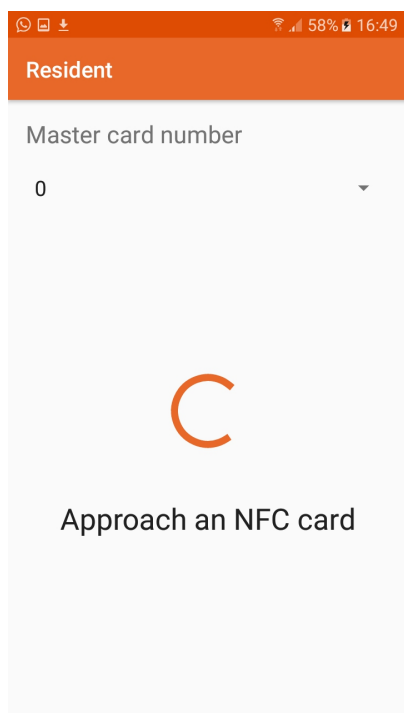 58% 16:49
Resident
Master card number
0
Approach an NFC card